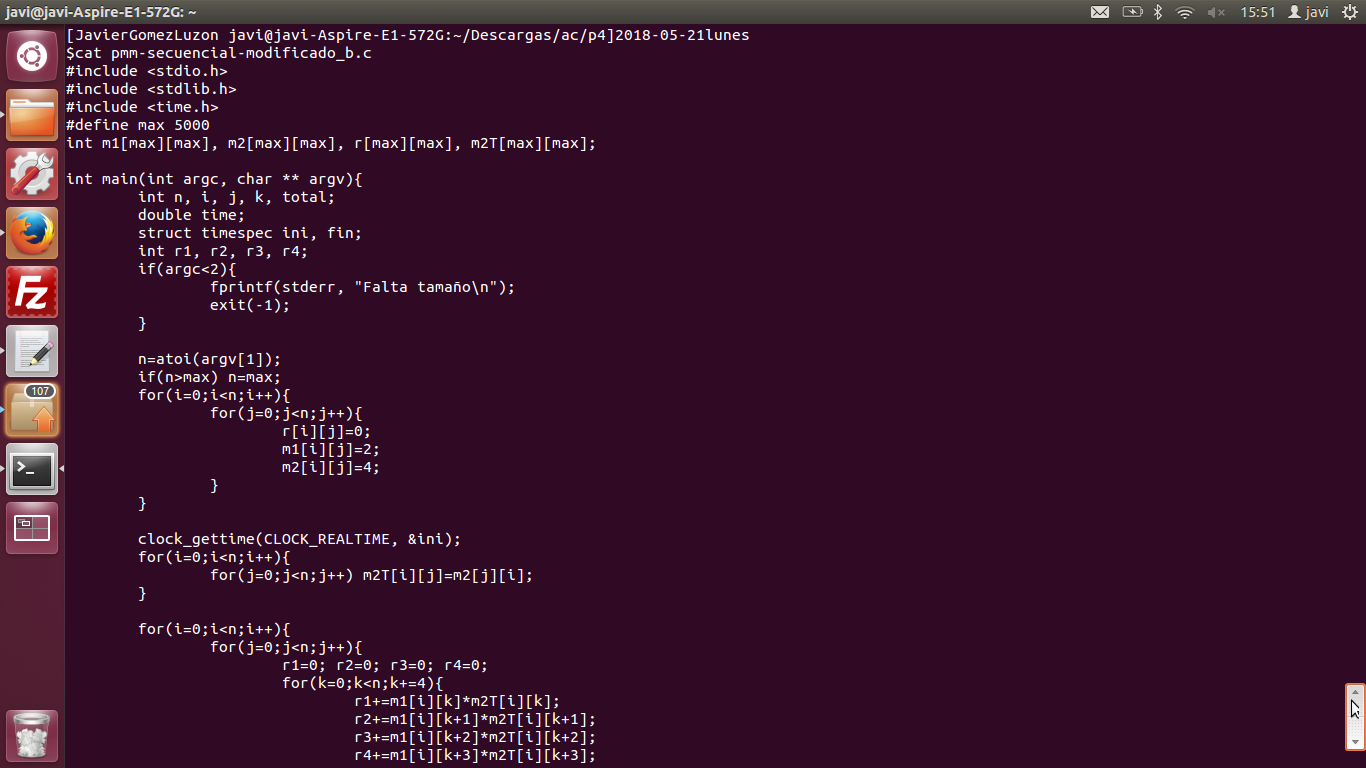 javi@javi-Aspire-E1-572G: ~
15:51
javi
[JavierGomezLuzon javi@javi-Aspire-E1-572G:~/Descargas/ac/p4]2018-05-21lunes
$cat pmm-secuencial-modificado_b.c
#include <stdio.h>
#include <stdlib.h>
#include <time.h>
#define max 5000
int m1[max][max], m2[max][max], r[max][max], m2T[max][max];
int main(int argc, char ** argv){
int n, i, j, k, total;
double time;
struct timespec ini, fin;
int r1, r2, r3, r4;
if(argc<2){
fprintf(stderr, "Falta tamaño\n");
exit(-1);
}
n=atoi(argv[1]);
if(n>max) n=max;
for(i=0;i<n;i++){
for(j=0;j<n;j++){
r[i][j]=0;
m1[i][j]=2;
m2[i][j]=4;
}
}
clock_gettime(CLOCK_REALTIME, &ini);
for(i=0;i<n;i++){
for(j=0;j<n;j++) m2T[i][j]=m2[j][i];
}
for(i=0;i<n;i++){
for(j=0;j<n;j++){
r1=0; r2=0; r3=0; r4=0;
for(k=0;k<n;k+=4){
r1+=m1[i][k]*m2T[i][k];
r2+=m1[i][k+1]*m2T[i][k+1];
r3+=m1[i][k+2]*m2T[i][k+2];
r4+=m1[i][k+3]*m2T[i][k+3];
Fz
107
>_